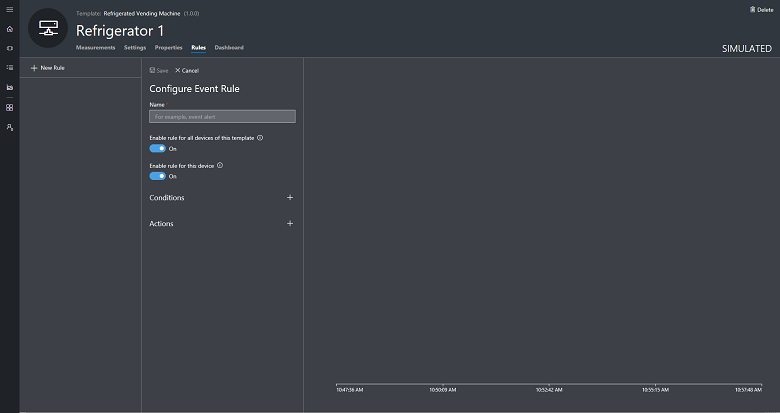 Template: Refrigerated Vending Machine (1.0.0)
Delete
Refrigerator 1
Measurements Settings Properties Rules Dashboard
SIMULATED
New Rule
Save Cancel
Configure Event Rule
Name
For example, event alert
Enable rule for all devices of this template
On
Enable rule for this device
On
Conditions
Actions
10:47:36 AM 10:50:09 AM 10:52:42 AM 10:55:15 AM 10:57:48 AM